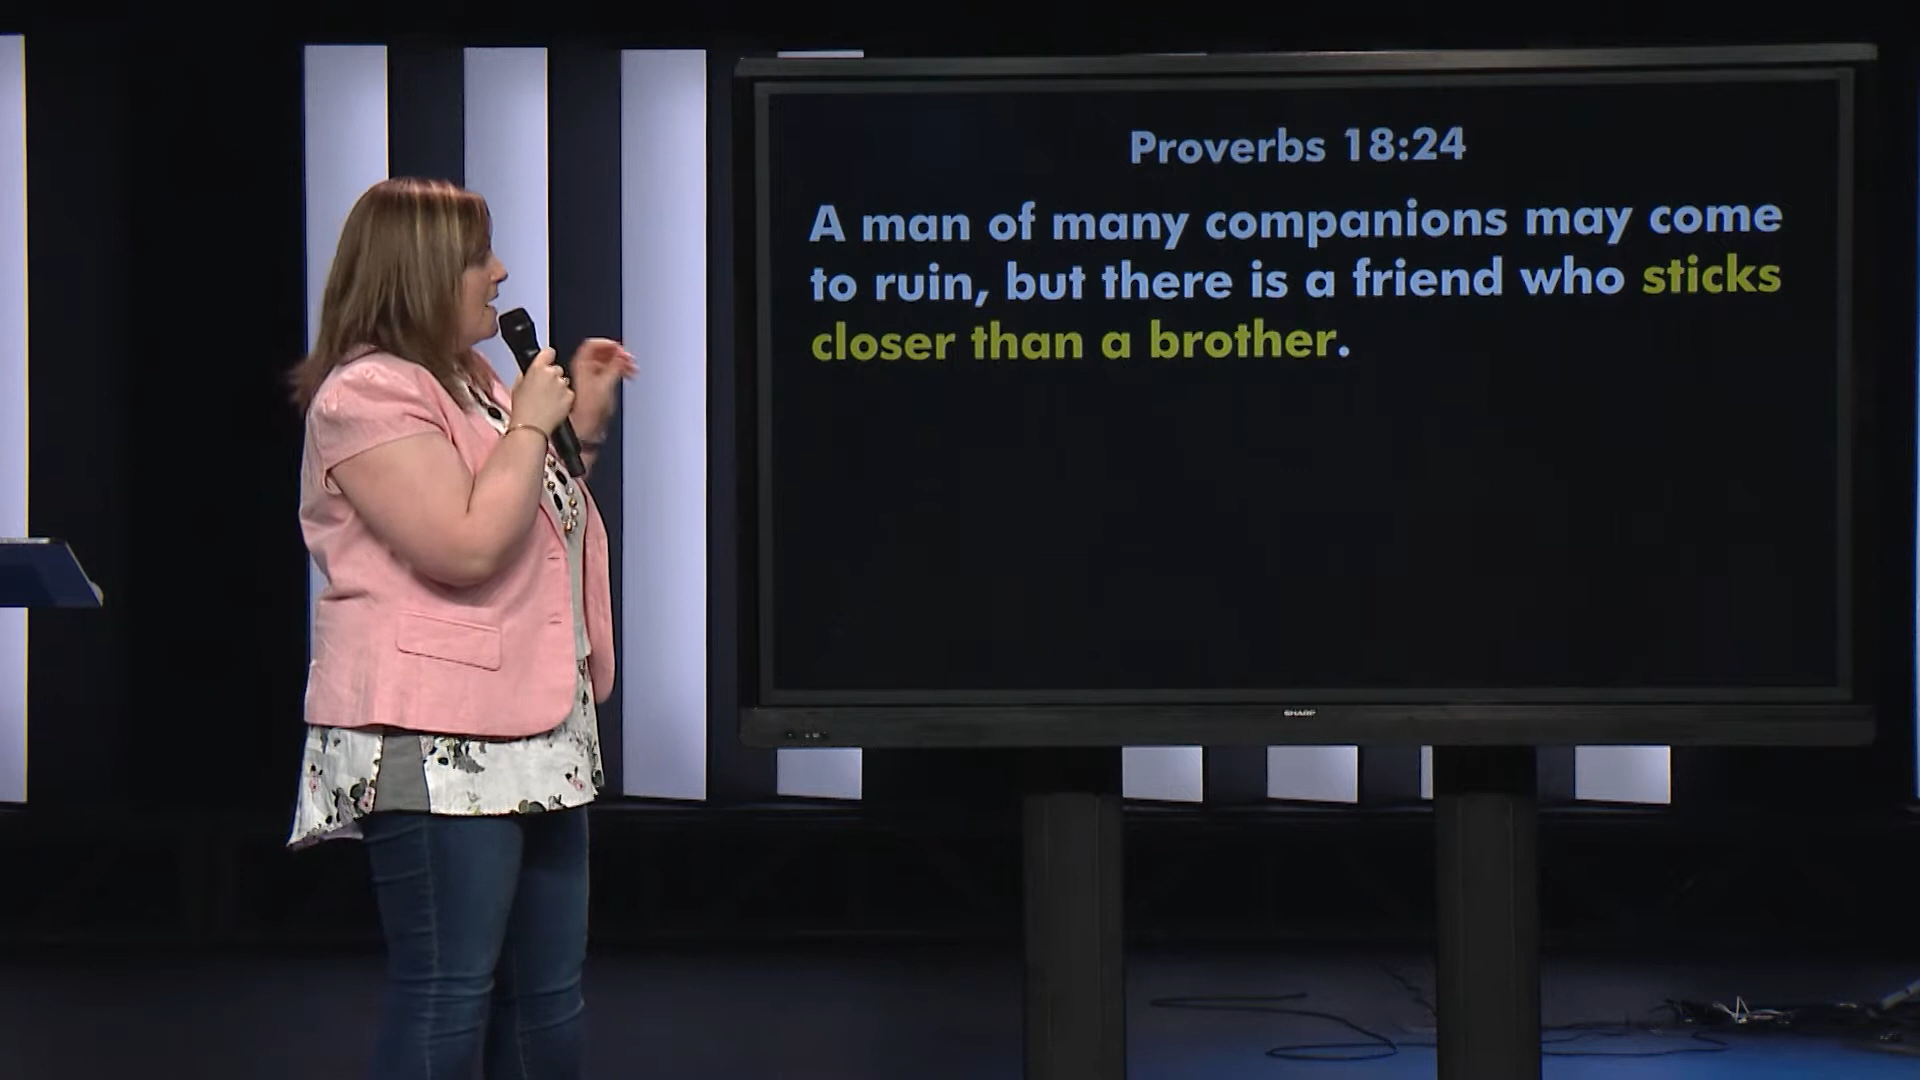 Proverbs 18:24
A man of many companions may come
to ruin, but there is a friend who sticks
closer than a brother.
SHARP